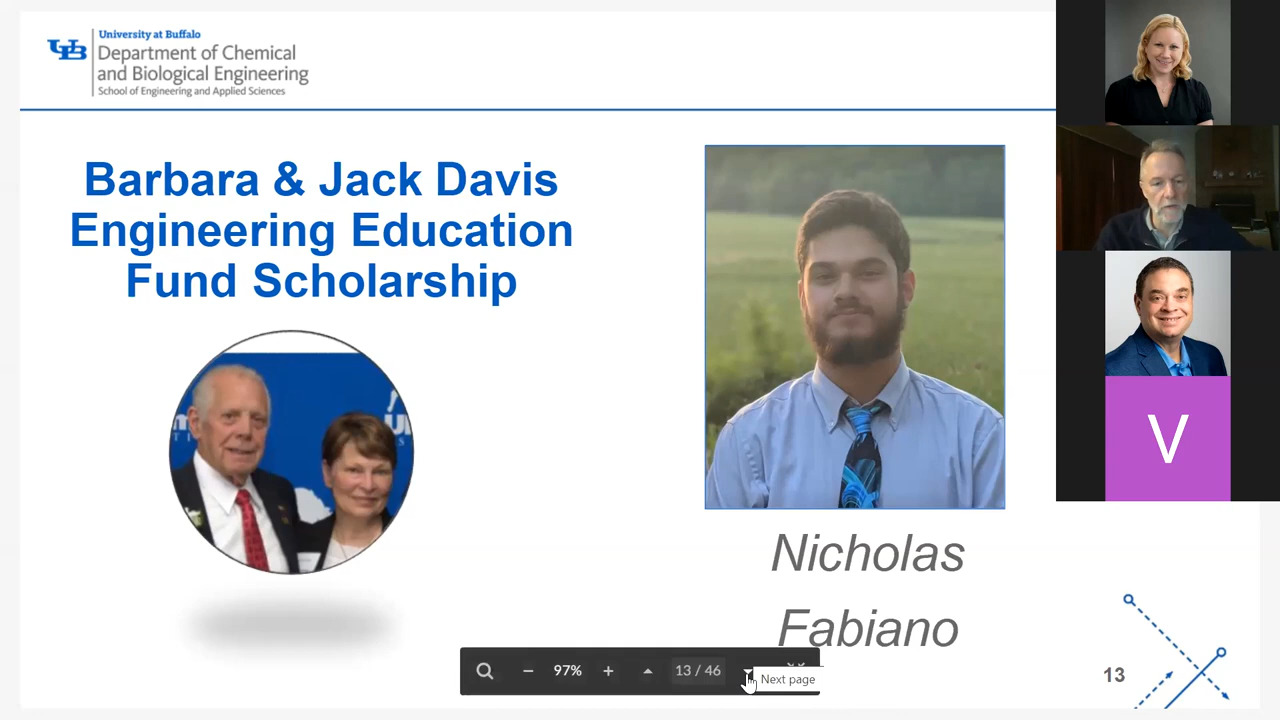 UB
University at Buffalo
Department of Chemical
and Biological Engineering
School of Engineering and Applied Sciences
Barbara & Jack Davis
Engineering Education
Fund Scholarship
Nicholas
Fabiano
V
97%
13 / 46
Next page
13